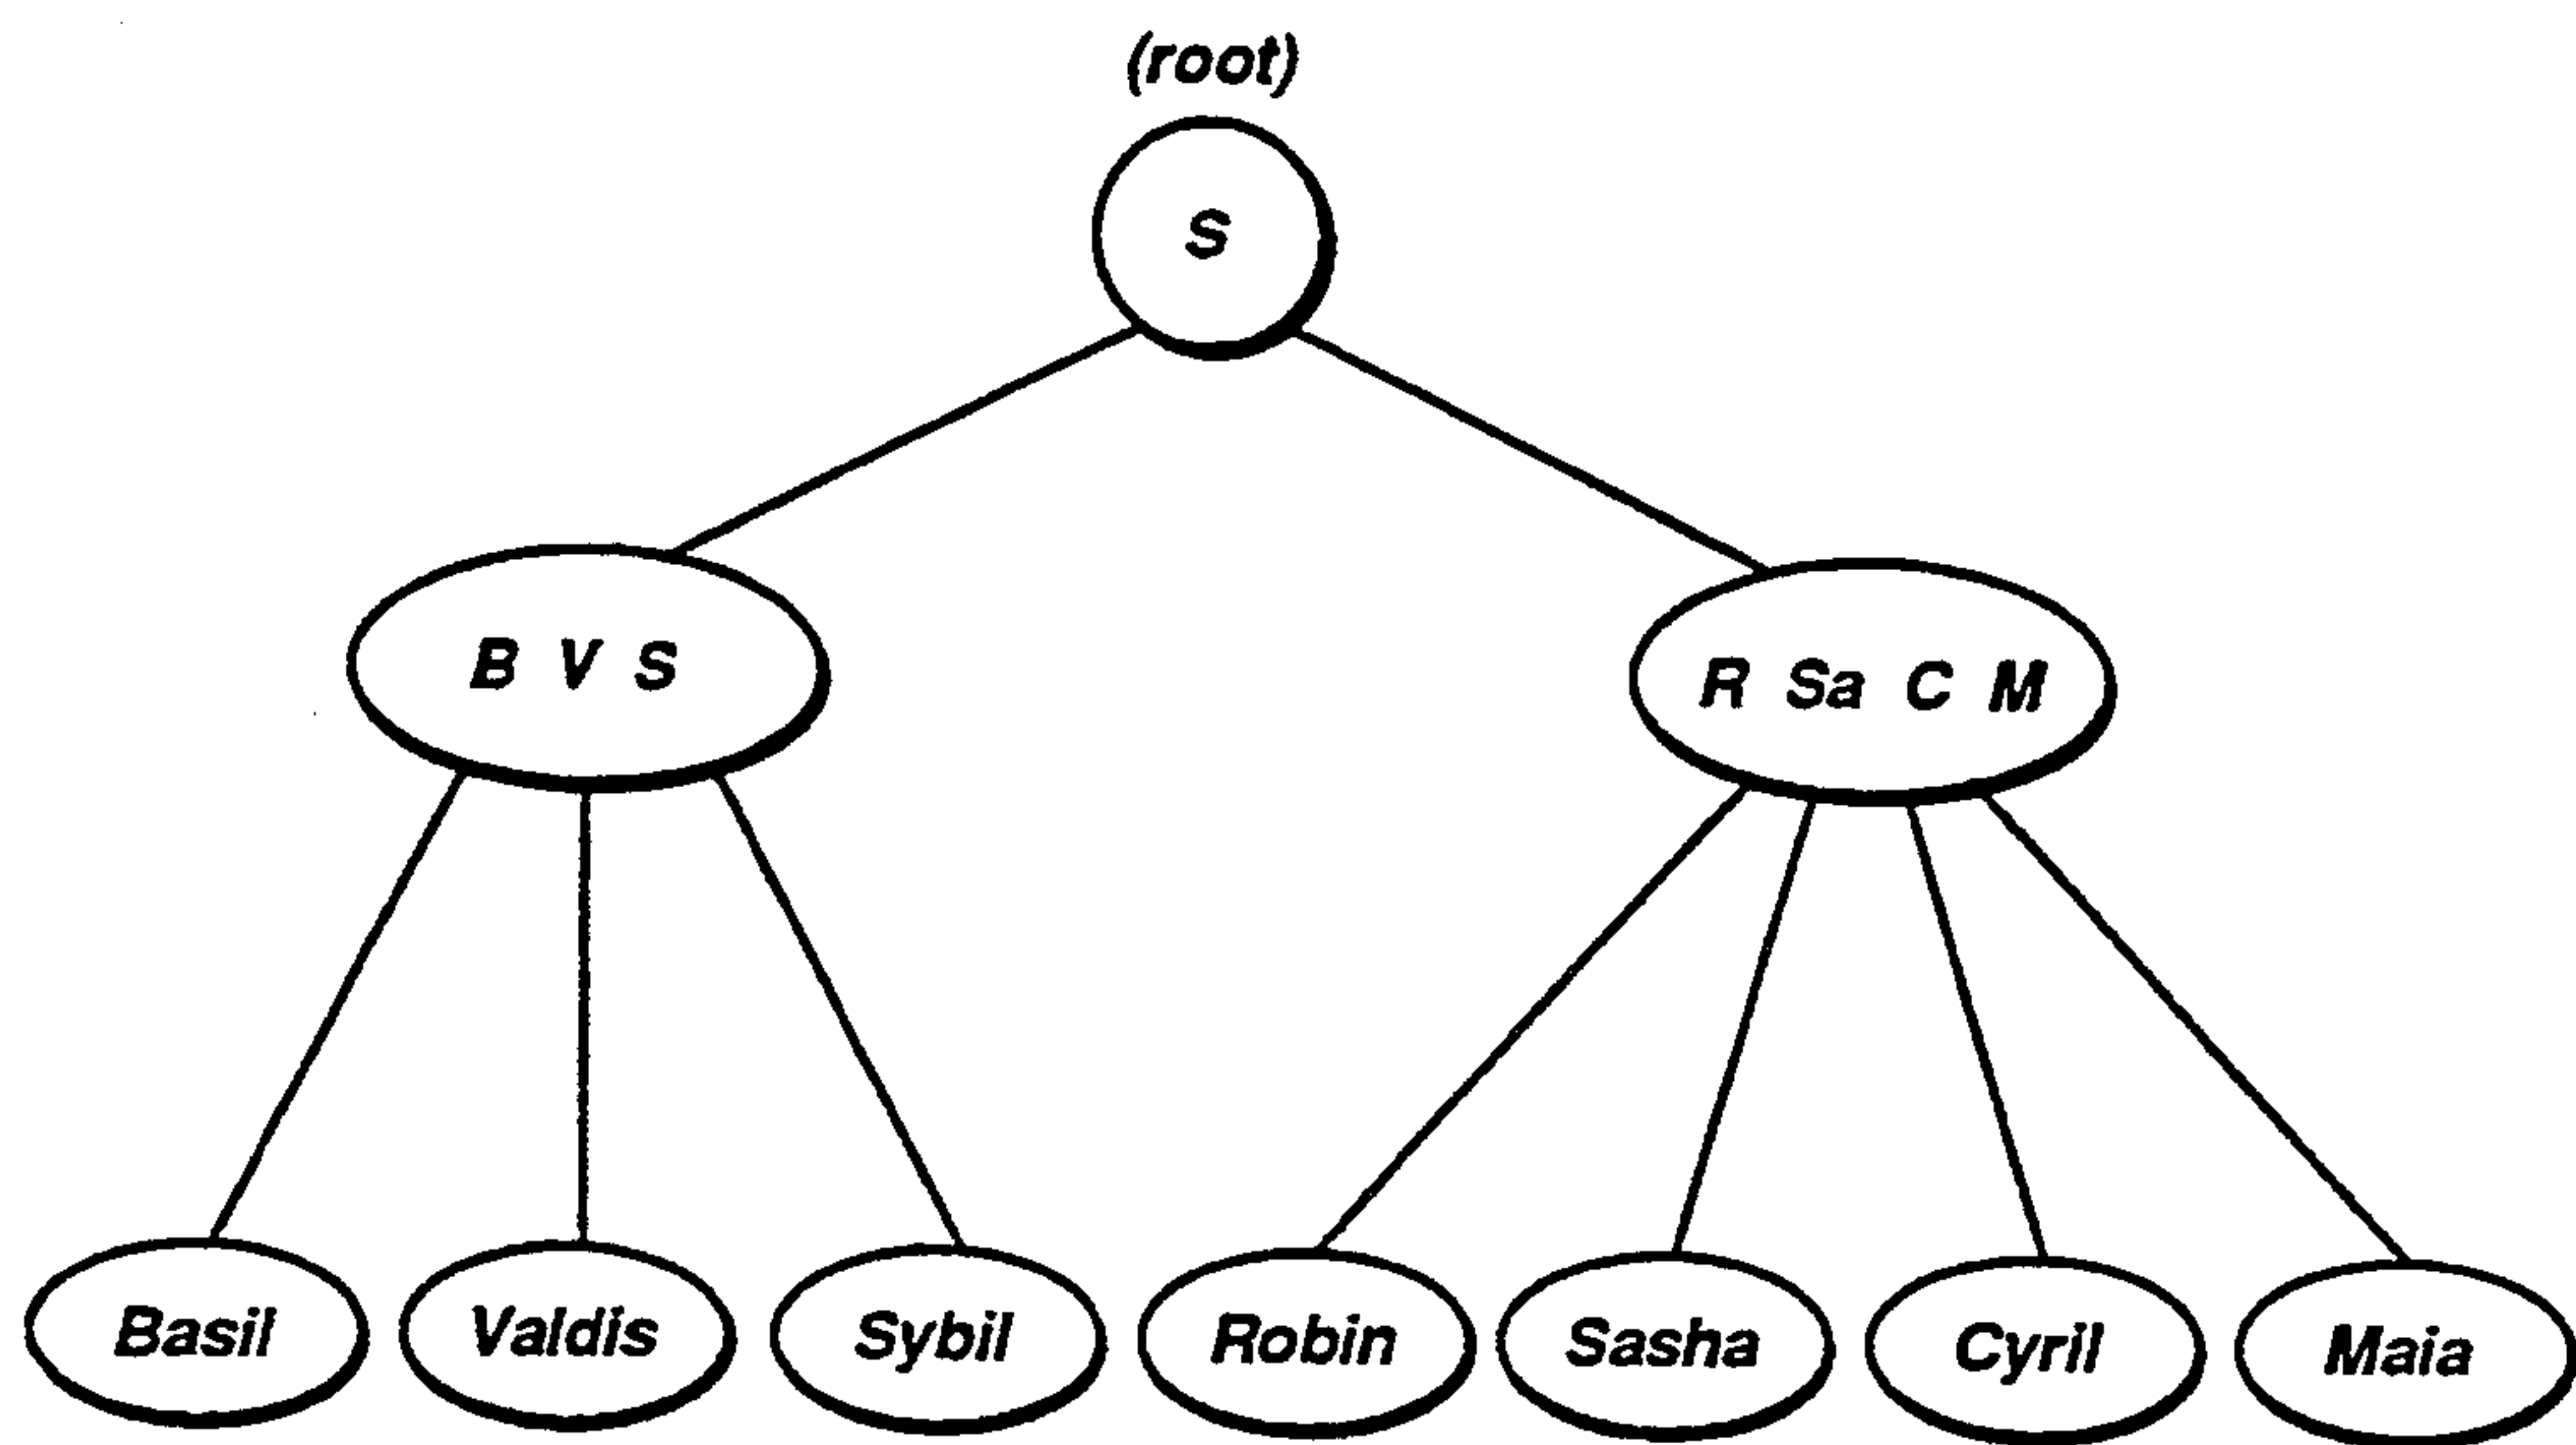 (root)
S
B V S
R Sa C M
Basil Valdis Sybil Robin Sasha Cyril Maia